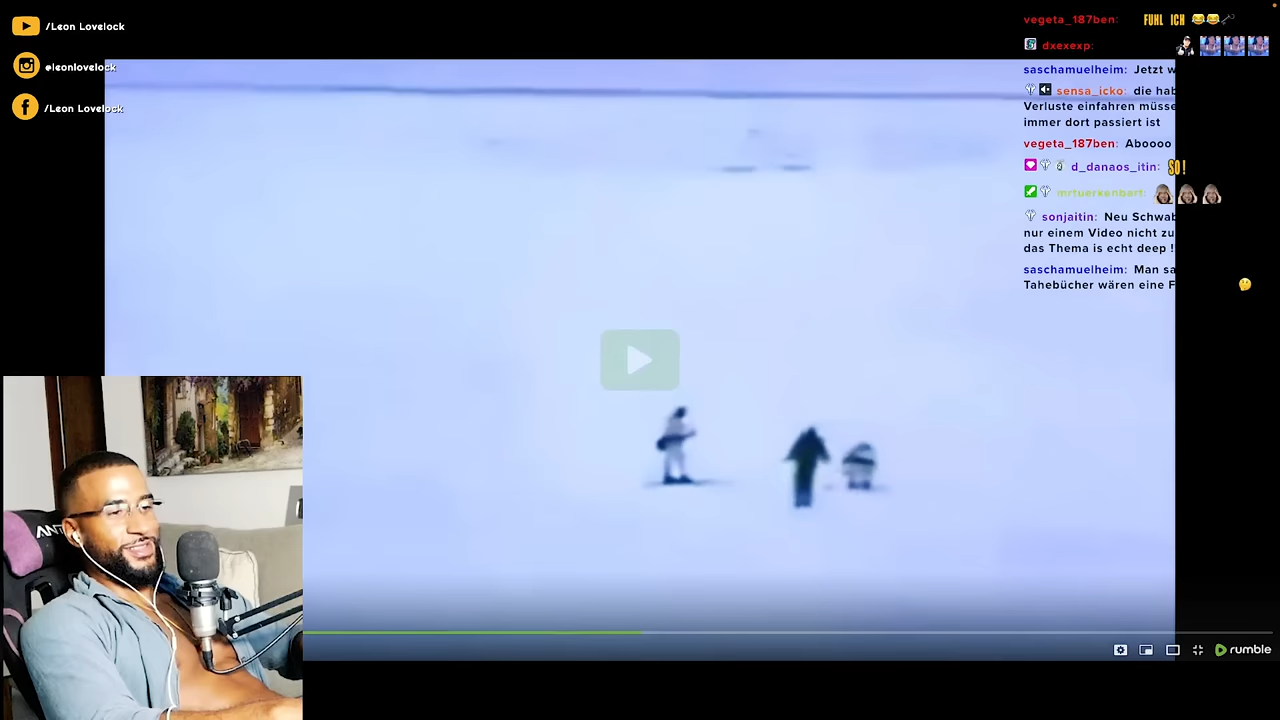 /Leon Lovelock
@leonlovelock
/Leon Lovelock
vegeta_187ben: FUHL ICH
dxexexp:
saschamuelheim: Jetzt w
sensa_icko: die hab
Verluste einfahren müsse
immer dort passiert ist
vegeta_187ben: Aboooo
d_danaos_itin: SO!
mrtuerkenbart:
sonjaitin: Neu Schwab
nur einem Video nicht zu
das Thema is echt deep !
saschamuelheim: Man sa
Tahebücher wären eine F
ANT
rumble